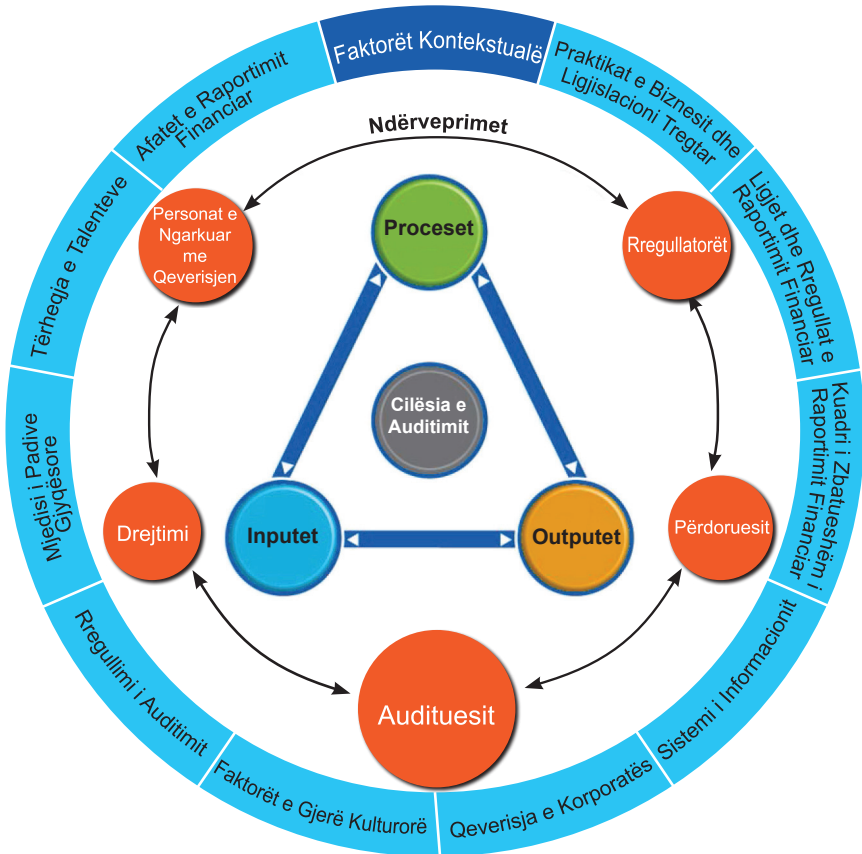 Faktorët Kontekstualë
Praktikat e Biznesit dhe
Ligjislacioni Tregtar
Ligjet dhe Rregullat e
Raportimit Financiar
Kuadri i Zbatueshëm i
Raportimit Financiar
Sistemi i Informacionit
Qeverisja e Korporatës
Faktorët e Gjerë Kulturorë
Rregullimi i Auditimit
Mjedisi i Padive
Gjyqësore
Tërheqja e Talenteve
Afatet e Raportimit
Financiar
Ndërveprimet
Personat e
Ngarkuar
me
Qeverisjen
Rregullatorët
Përdoruesit
Audituesit
Drejtimi
Proceset
Cilësia e
Auditimit
Inputet
Outputet